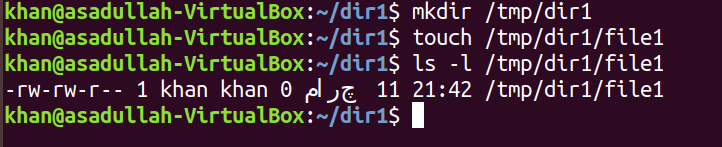 khan@asadullah-VirtualBox:~/dir1$ mkdir /tmp/dir1
khan@asadullah-VirtualBox:~/dir1$ touch /tmp/dir1/file1
khan@asadullah-VirtualBox:~/dir1$ ls -l /tmp/dir1/file1
-rw-rw-r-- 1 khan khan 0 مارچ  11 21:42 /tmp/dir1/file1
khan@asadullah-VirtualBox:~/dir1$